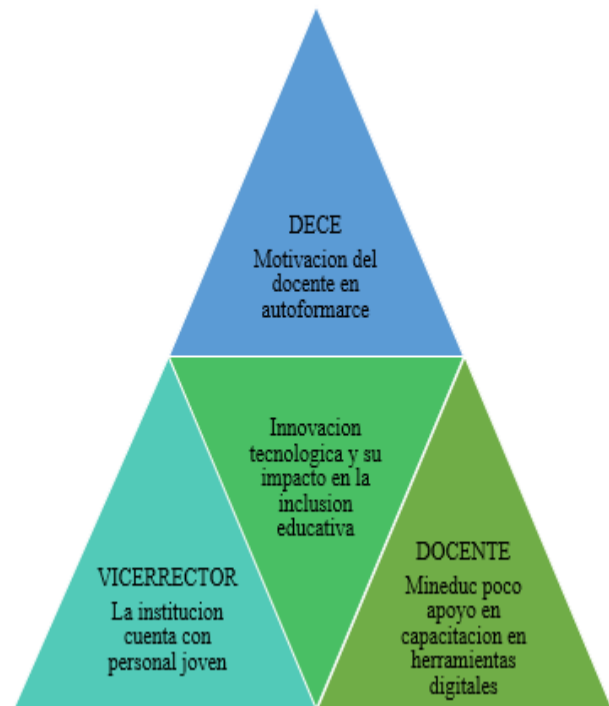 DECE
Motivacion del
docente en
autoformarce
Innovacion
tecnologica y su
impacto en la
inclusion
educativa
VICERRECTOR
La institucion
cuenta con
personal joven
DOCENTE
Mineduc poco
apoyo en
capacitacion en
herramientas
digitales